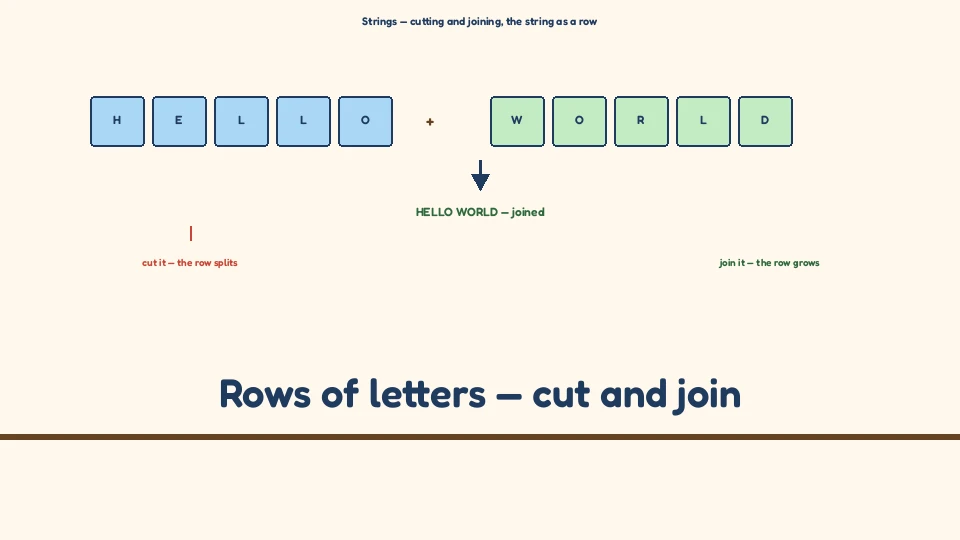 Strings — cutting and joining, the string as a row
H E L L O + W O R L D
HELLO WORLD — joined
cut it — the row splits
join it — the row grows
Rows of letters — cut and join